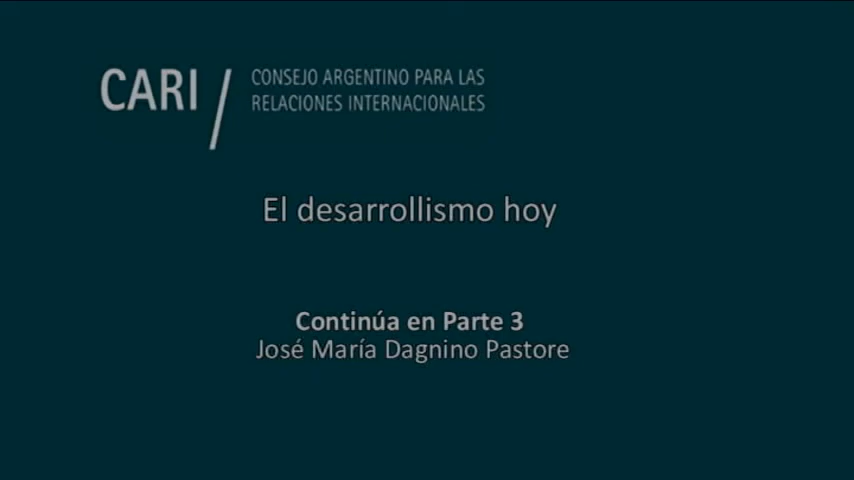 CARI
CONSEJO ARGENTINO PARA LAS
RELACIONES INTERNACIONALES
El desarrollismo hoy
Continúa en Parte 3
José María Dagnino Pastore